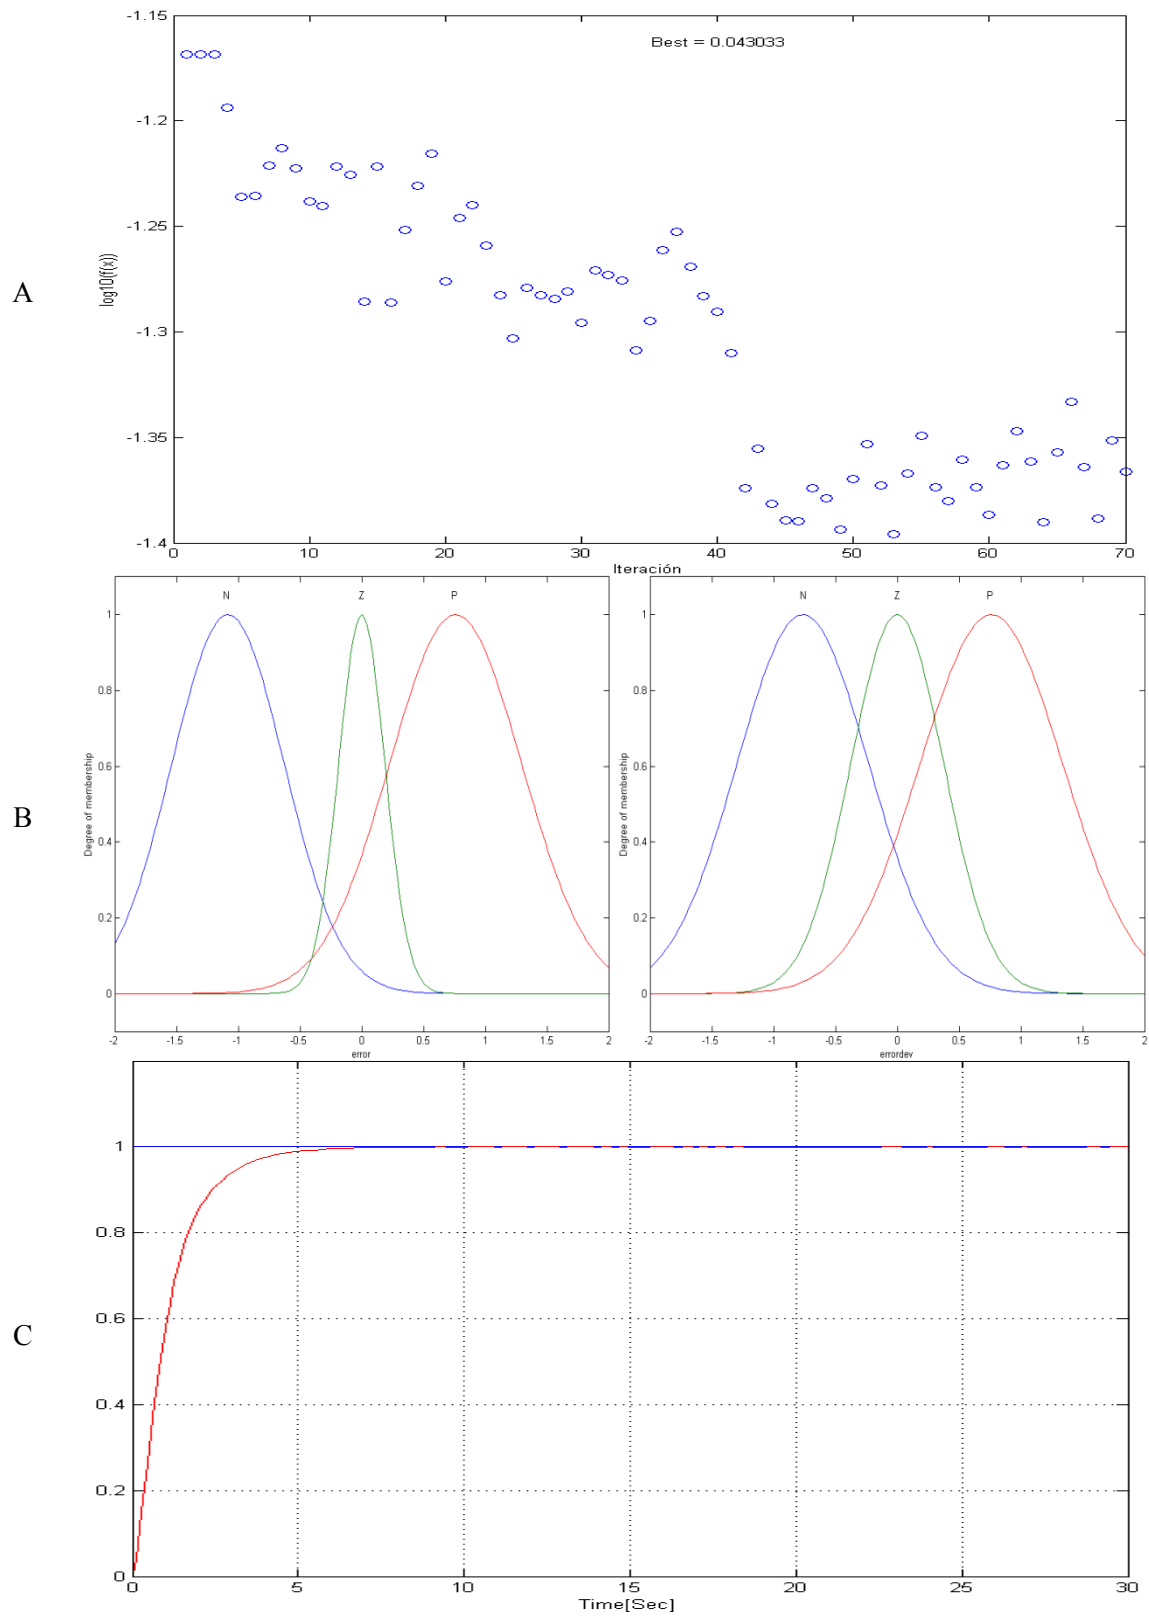 A
-1.15
-1.2
-1.25
-1.3
-1.35
-1.4
log10(f(x))
Best = 0.043033
0 10 20 30 40 50 60 70
Iteración
B
N Z P
1
0.8
0.6
0.4
0.2
0
Degree of membership
-2 -1.5 -1 -0.5 0 0.5 1 1.5 2
error
N Z P
1
0.8
0.6
0.4
0.2
0
Degree of membership
-2 -1.5 -1 -0.5 0 0.5 1 1.5 2
errordev
C
1
0.8
0.6
0.4
0.2
0
0 5 10 15 20 25 30
Time[Sec]